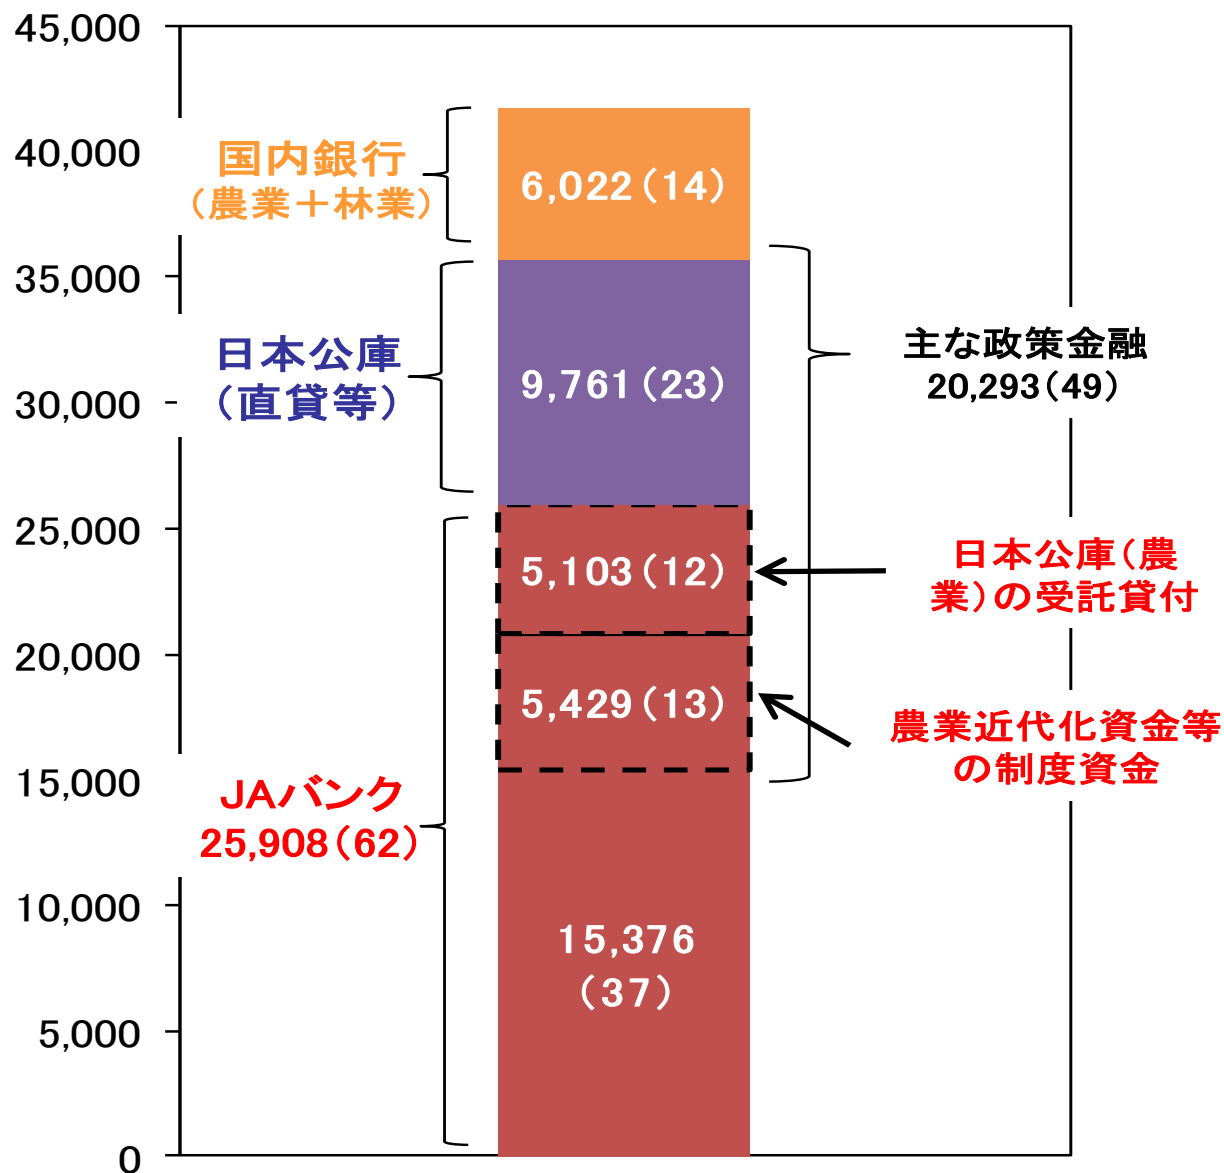 45,000
40,000
35,000
30,000
25,000
20,000
15,000
10,000
5,000
0
国内銀行
（農業＋林業）
日本公庫
（直貸等）
JAバンク
25,908（62）
6,022（14）
9,761（23）
5,103（12）
5,429（13）
15,376
（37）
主な政策金融
20,293（49）
日本公庫（農
業）の受託貸付
農業近代化資金等
の制度資金